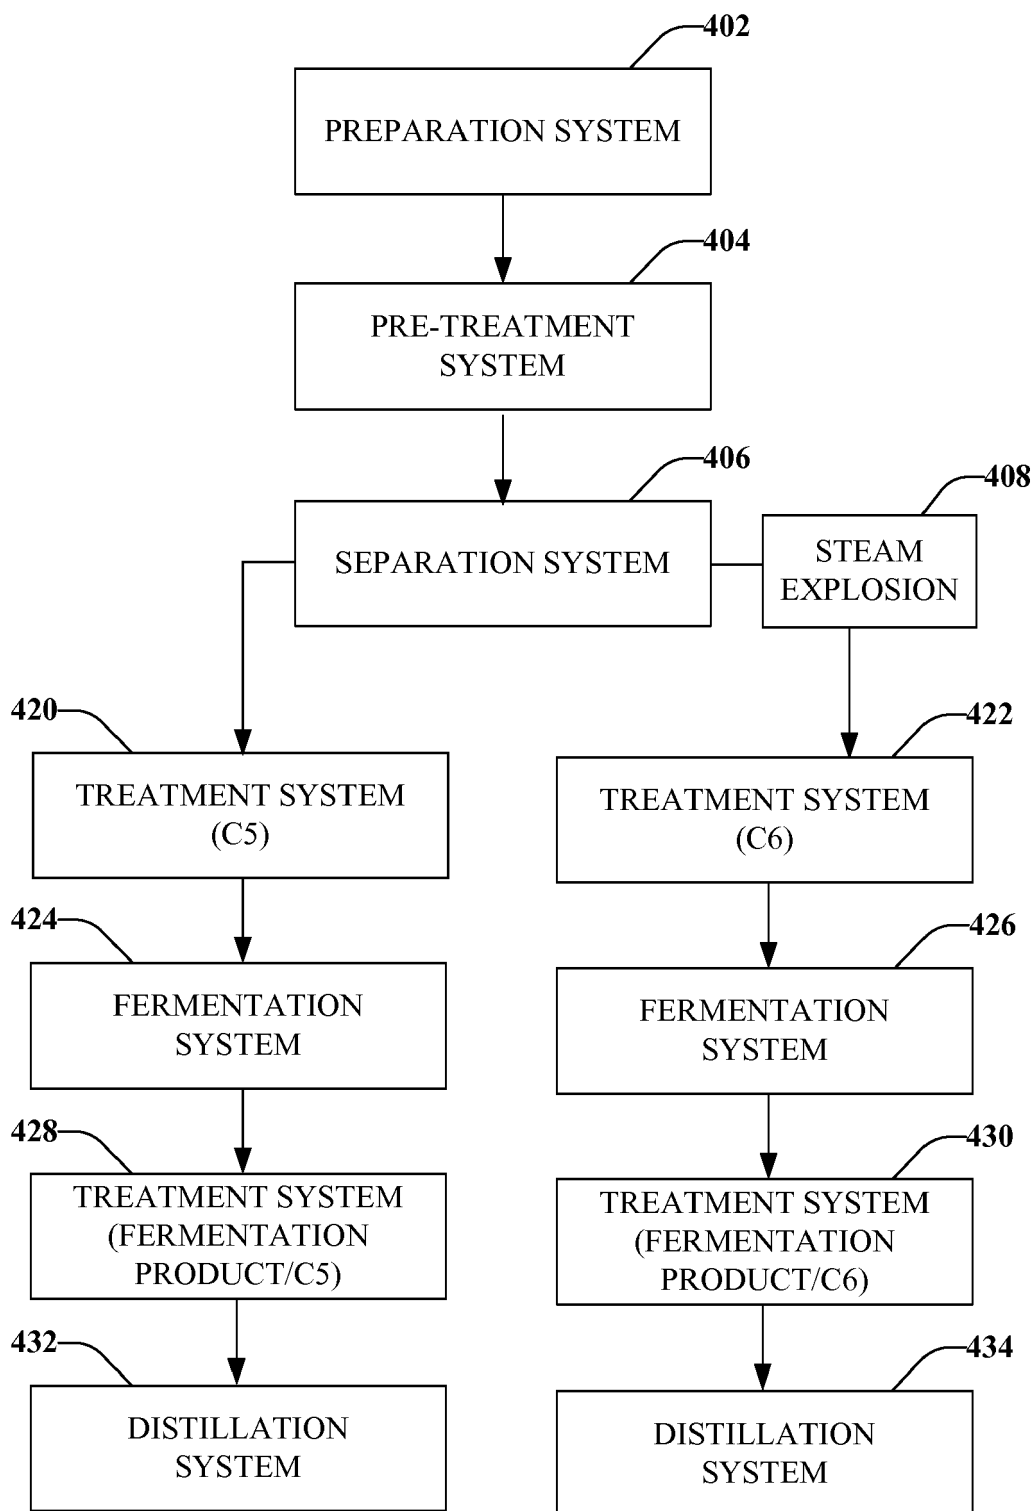 402
PREPARATION SYSTEM
404
PRE-TREATMENT
SYSTEM
406
SEPARATION SYSTEM
408
STEAM
EXPLOSION
420
TREATMENT SYSTEM
(C5)
422
TREATMENT SYSTEM
(C6)
424
FERMENTATION
SYSTEM
426
FERMENTATION
SYSTEM
428
TREATMENT SYSTEM
(FERMENTATION
PRODUCT/C5)
430
TREATMENT SYSTEM
(FERMENTATION
PRODUCT/C6)
432
DISTILLATION
SYSTEM
434
DISTILLATION
SYSTEM